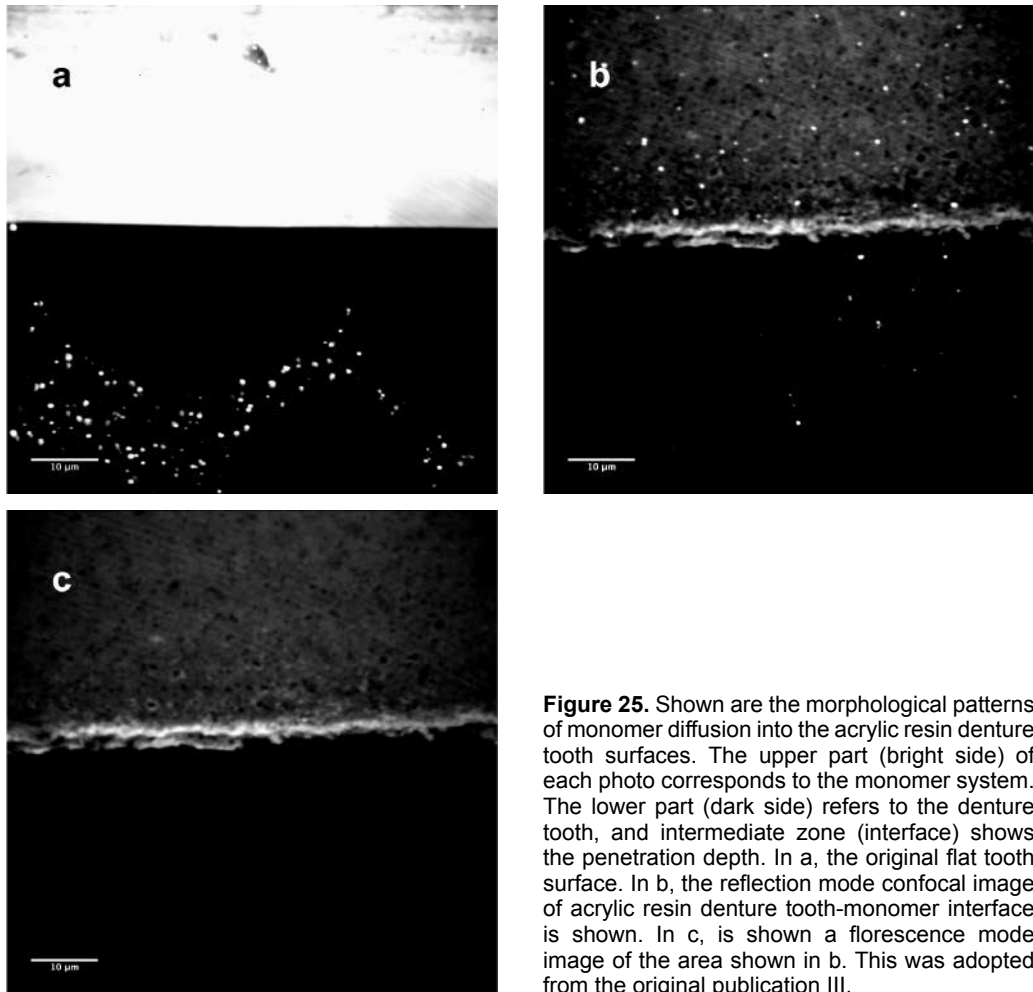 a
10 µm
b
10 µm
c
10 µm
Figure 25. Shown are the morphological patterns
of monomer diffusion into the acrylic resin denture
tooth surfaces. The upper part (bright side) of
each photo corresponds to the monomer system.
The lower part (dark side) refers to the denture
tooth, and intermediate zone (interface) shows
the penetration depth. In a, the original flat tooth
surface. In b, the reflection mode confocal image
of acrylic resin denture tooth-monomer interface
is shown. In c, is shown a florescence mode
image of the area shown in b. This was adopted
from the original publication III.